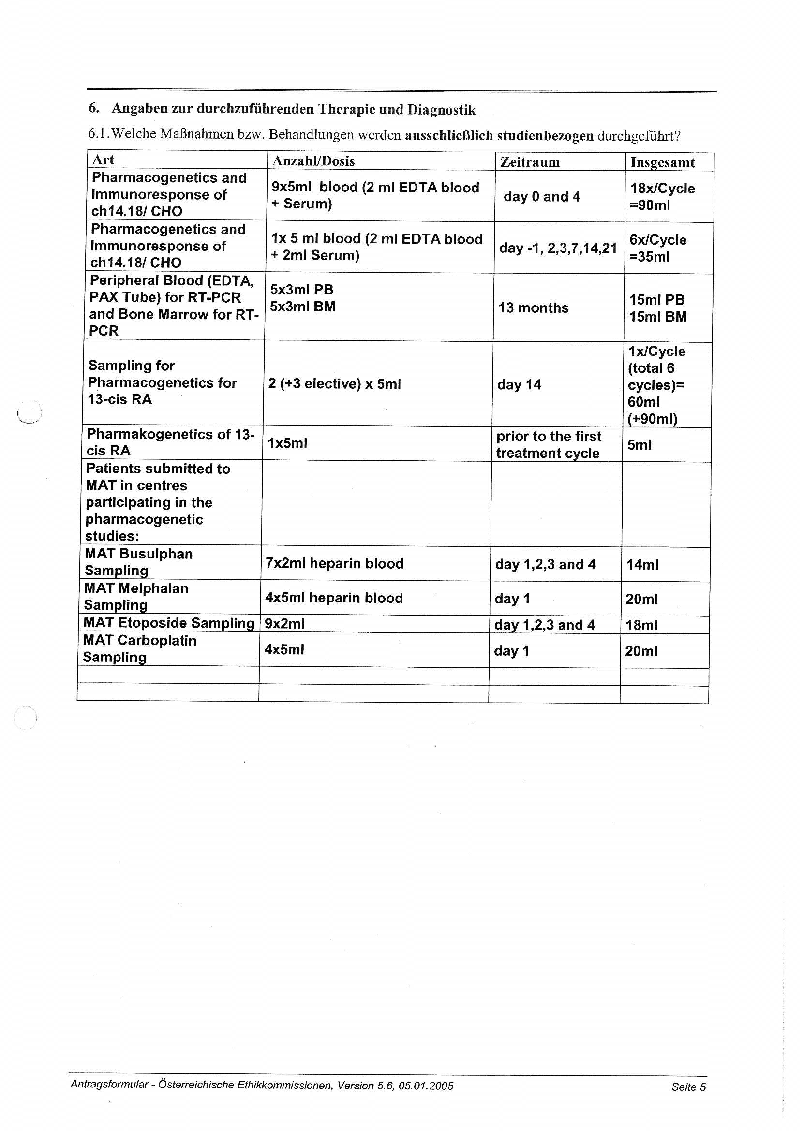 6. Angaben zur durchzuführenden Therapie und Diagnostik
6.1.Welche Maßnahmen bzw. Behandlungen werden ausschließlich studienbezogen durchgeführt?
Art Anzahl/Dosis Zeitraum Insgesamt
Pharmacogenetics and
Immunoresponse of
ch14.18/ CHO
9x5ml blood (2 ml EDTA blood
+ Serum)
day 0 and 4
18x/Cycle
=90ml
Pharmacogenetics and
Immunoresponse of
ch14.18/ CHO
1x 5 ml blood (2 ml EDTA blood
+ 2ml Serum)
day -1, 2,3,7,14,21
6x/Cycle
=35ml
Peripheral Blood (EDTA,
PAX Tube) for RT-PCR
and Bone Marrow for RT-
PCR
5x3ml PB
5x3ml BM
13 months
15ml PB
15ml BM
Sampling for
Pharmacogenetics for
13-cis RA
2 (+3 elective) x 5ml
day 14
1x/Cycle
(total 6
cycles)=
60ml
(+90ml)
Pharmakogenetics of 13-
cis RA
1x5ml
prior to the first
treatment cycle
5ml
Patients submitted to
MAT in centres
participating in the
pharmacogenetic
studies:
MAT Busulphan
Sampling
7x2ml heparin blood
day 1,2,3 and 4
14ml
MAT Melphalan
Sampling
4x5ml heparin blood
day 1
20ml
MAT Etoposide Sampling 9x2ml day 1,2,3 and 4 18ml
MAT Carboplatin
Sampling
4x5ml
day 1
20ml
Antragsformular - Österreichische Ethikkommissionen, Version 5.6, 05.01.2005
Seite 5